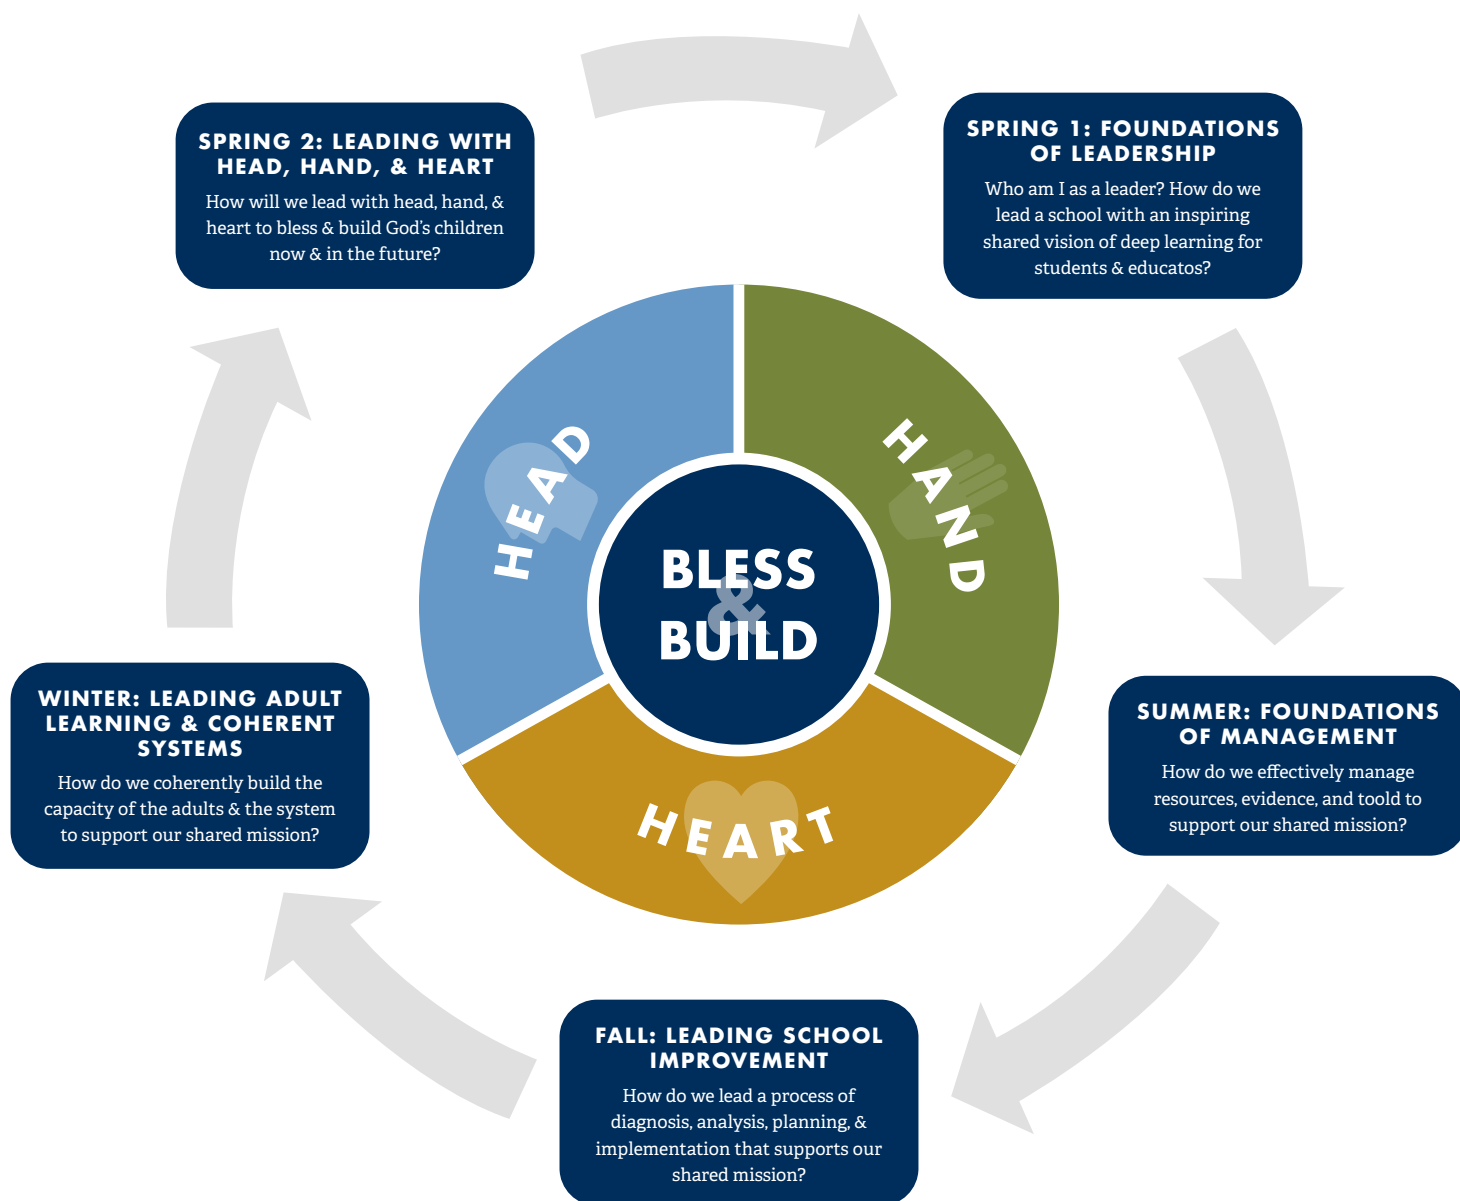 SPRING 2: LEADING WITH
HEAD, HAND, & HEART
How will we lead with head, hand, &
heart to bless & build God's children
now & in the future?
SPRING 1: FOUNDATIONS
OF LEADERSHIP
Who am I as a leader? How do we
lead a school with an inspiring
shared vision of deep learning for
students & educatos?
HEAD
HAND
BLESS
&
BUILD
HEART
WINTER: LEADING ADULT
LEARNING & COHERENT
SYSTEMS
How do we coherently build the
capacity of the adults & the system
to support our shared mission?
SUMMER: FOUNDATIONS
OF MANAGEMENT
How do we effectively manage
resources, evidence, and toold to
support our shared mission?
FALL: LEADING SCHOOL
IMPROVEMENT
How do we lead a process of
diagnosis, analysis, planning, &
implementation that supports our
shared mission?